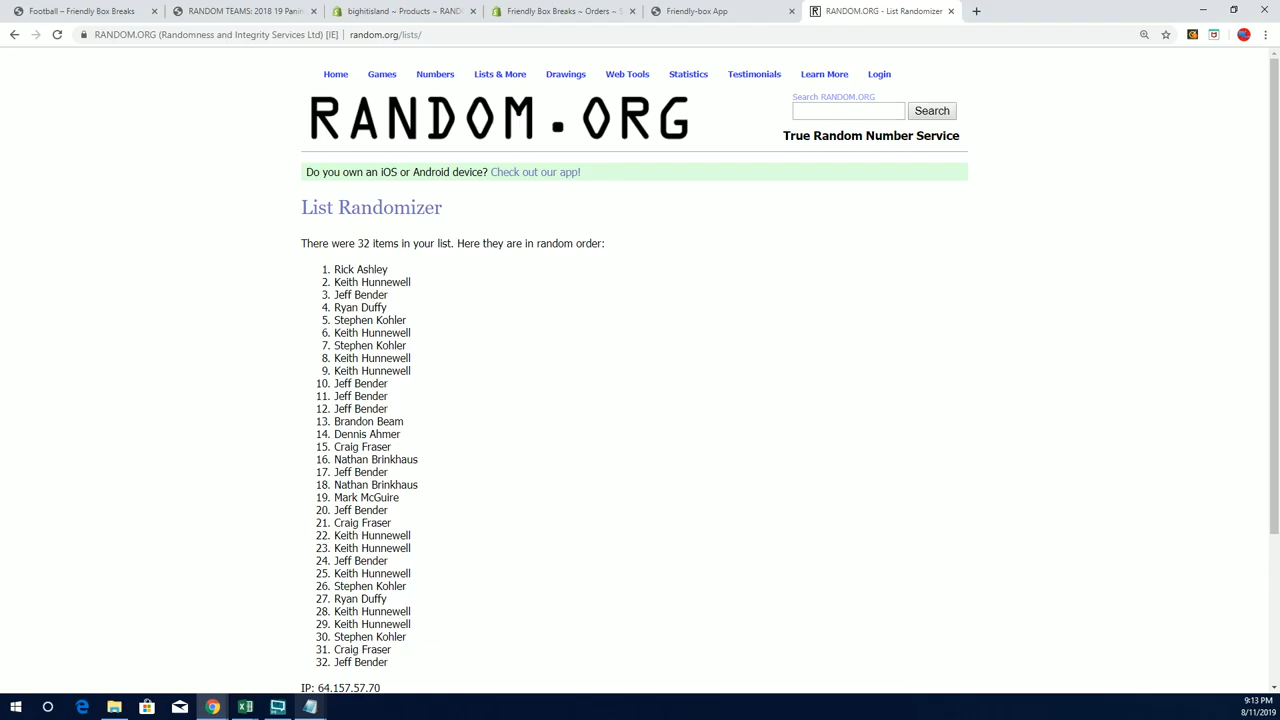 Football – Friendly Box Breaks
RANDOM TEAMS: 2018 19 Panin
bighitisland ~ Products ~ RAND
Friendly Box Breaks ~ Orders ~ S
Friendly-box App
RANDOM.ORG - List Randomizer
RANDOM.ORG (Randomness and Integrity Services Ltd) [IE] | random.org/lists/
Home Games Numbers Lists & More Drawings Web Tools Statistics Testimonials Learn More Login
RANDOM.ORG
Search RANDOM.ORG
Search
True Random Number Service
Do you own an iOS or Android device? Check out our app!
List Randomizer
There were 32 items in your list. Here they are in random order:
1. Rick Ashley
2. Keith Hunnewell
3. Jeff Bender
4. Ryan Duffy
5. Stephen Kohler
6. Keith Hunnewell
7. Stephen Kohler
8. Keith Hunnewell
9. Keith Hunnewell
10. Jeff Bender
11. Jeff Bender
12. Jeff Bender
13. Brandon Beam
14. Dennis Ahmer
15. Craig Fraser
16. Nathan Brinkhaus
17. Jeff Bender
18. Nathan Brinkhaus
19. Mark McGuire
20. Jeff Bender
21. Craig Fraser
22. Keith Hunnewell
23. Keith Hunnewell
24. Jeff Bender
25. Keith Hunnewell
26. Stephen Kohler
27. Ryan Duffy
28. Keith Hunnewell
29. Keith Hunnewell
30. Stephen Kohler
31. Craig Fraser
32. Jeff Bender
IP: 64.157.57.70
9:13 PM
8/11/2019